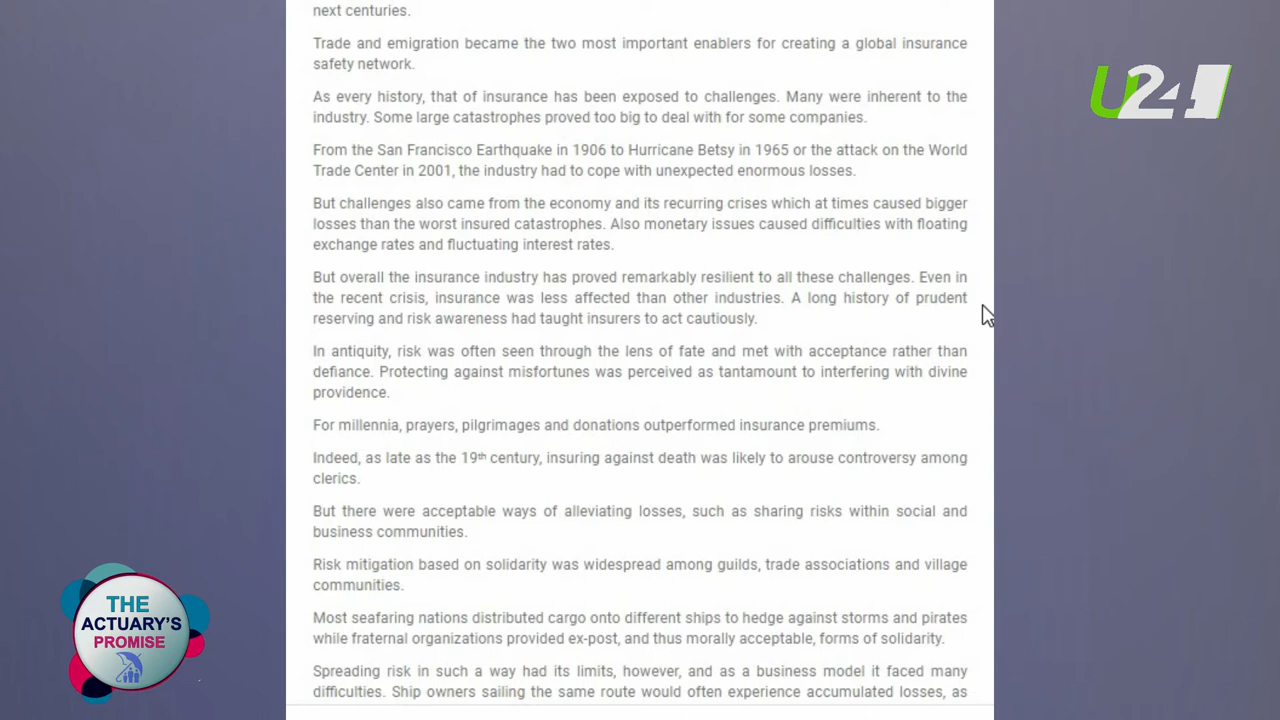 next centuries.
Trade and emigration became the two most important enablers for creating a global insurance
safety network.
As every history, that of insurance has been exposed to challenges. Many were inherent to the
industry. Some large catastrophes proved too big to deal with for some companies.
From the San Francisco Earthquake in 1906 to Hurricane Betsy in 1965 or the attack on the World
Trade Center in 2001, the industry had to cope with unexpected enormous losses.
But challenges also came from the economy and its recurring crises which at times caused bigger
losses than the worst insured catastrophes. Also monetary issues caused difficulties with floating
exchange rates and fluctuating interest rates.
But overall the insurance industry has proved remarkably resilient to all these challenges. Even in
the recent crisis, insurance was less affected than other industries. A long history of prudent
reserving and risk awareness had taught insurers to act cautiously.
In antiquity, risk was often seen through the lens of fate and met with acceptance rather than
defiance. Protecting against misfortunes was perceived as tantamount to interfering with divine
providence.
For millennia, prayers, pilgrimages and donations outperformed insurance premiums.
Indeed, as late as the 19th century, insuring against death was likely to arouse controversy among
clerics.
But there were acceptable ways of alleviating losses, such as sharing risks within social and
business communities.
Risk mitigation based on solidarity was widespread among guilds, trade associations and village
communities.
Most seafaring nations distributed cargo onto different ships to hedge against storms and pirates
while fraternal organizations provided ex-post, and thus morally acceptable, forms of solidarity.
Spreading risk in such a way had its limits, however, and as a business model it faced many
difficulties. Ship owners sailing the same route would often experience accumulated losses, as
U24
THE
ACTUARY'S
PROMISE